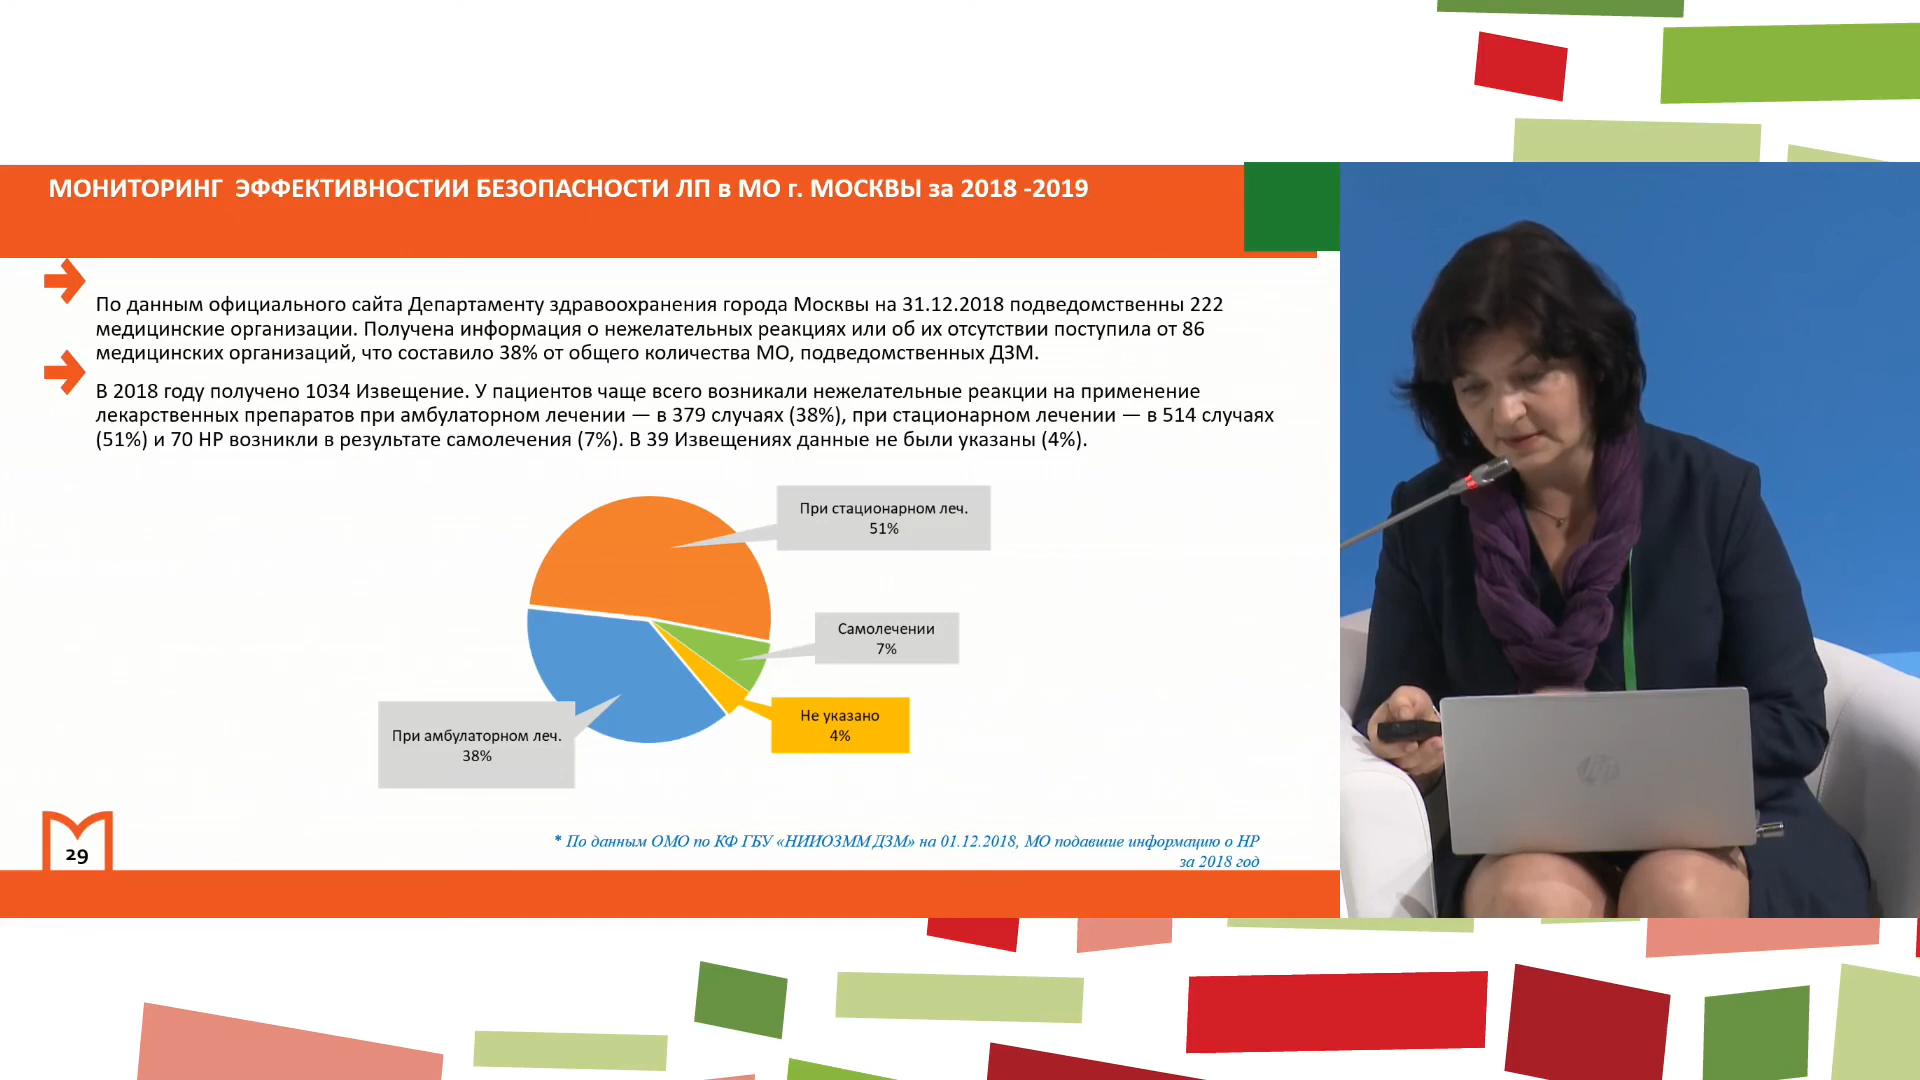 МОНИТОРИНГ ЭФФЕКТИВНОСТИИ БЕЗОПАСНОСТИ ЛП в МО г. МОСКВЫ за 2018 -2019
По данным официального сайта Департаменту здравоохранения города Москвы на 31.12.2018 подведомственны 222
медицинские организации. Получена информация о нежелательных реакциях или об их отсутствии поступила от 86
медицинских организаций, что составило 38% от общего количества МО, подведомственных ДЗМ.
В 2018 году получено 1034 Извещение. У пациентов чаще всего возникали нежелательные реакции на применение
лекарственных препаратов при амбулаторном лечении — в 379 случаях (38%), при стационарном лечении — в 514 случаях
(51%) и 70 НР возникли в результате самолечения (7%). В 39 Извещениях данные не были указаны (4%).
При стационарном леч.
51%
Самолечении
7%
Не указано
4%
При амбулаторном леч.
38%
* По данным ОМО по КФ ГБУ «НИИОЗММ ДЗМ» на 01.12.2018, МО подавшие информацию о НР
за 2018 год
29
hp